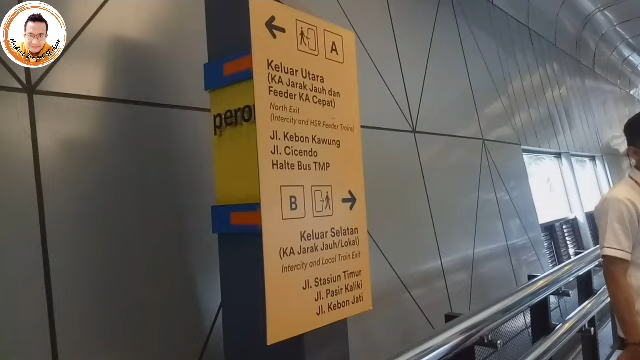 A
Keluar Utara
(KA Jarak Jauh dan
Feeder KA Cepat)
North Exit
(Intercity and HSR Feeder Trains)
Jl. Kebon Kawung
Jl. Cicendo
Halte Bus TMP
pero
B
Keluar Selatan
(KA Jarak Jauh/Lokal)
Intercity and Local Train Exit
Jl. Stasiun Timur
Jl. Pasir Kaliki
Jl. Kebon Jati